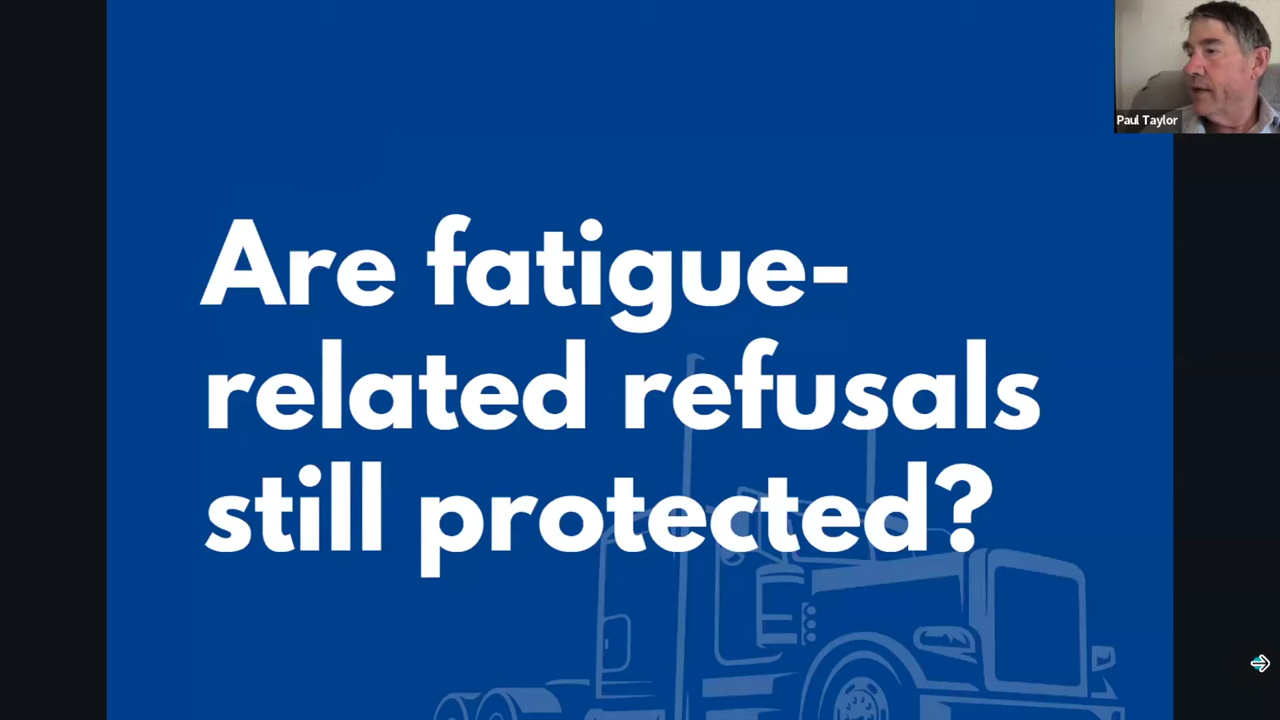 Paul Taylor
Are fatigue-
related refusals
still protected?